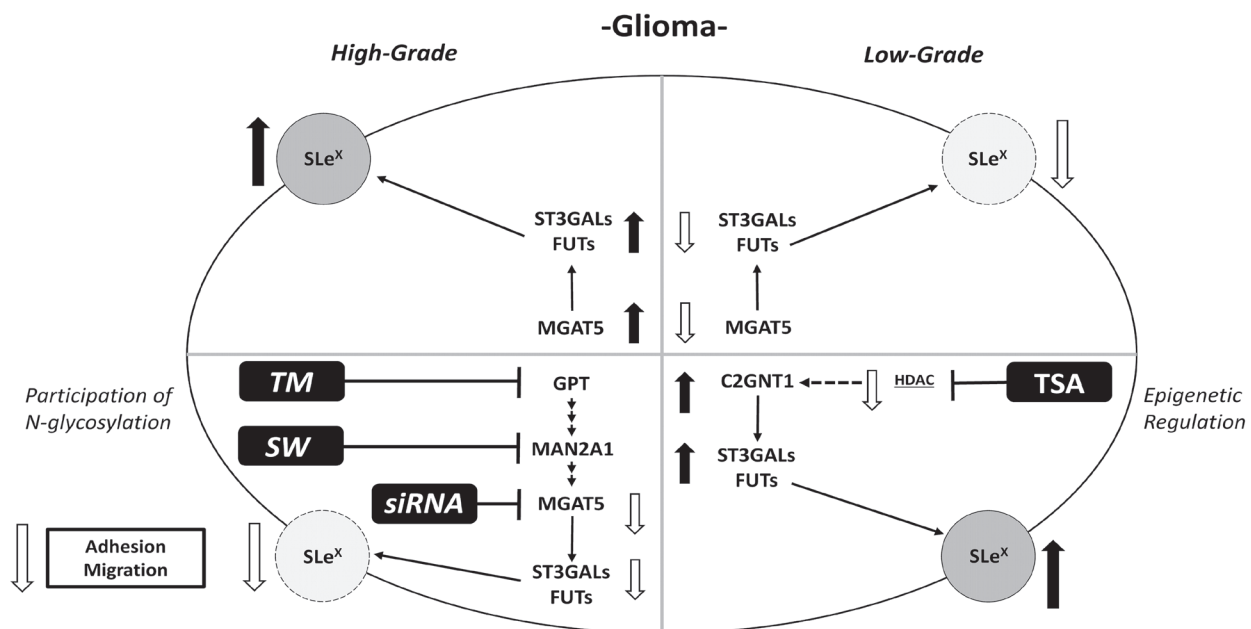 -Glioma-
High-Grade
Low-Grade
SLeX
SLeX
ST3GALs
FUTs
ST3GALs
FUTs
MGAT5
MGAT5
Participation of
N-glycosylation
TM
GPT
SW
MAN2A1
siRNA
MGAT5
ST3GALs
FUTs
SLeX
Adhesion
Migration
C2GNT1
HDAC
TSA
Epigenetic
Regulation
ST3GALs
FUTs
SLeX